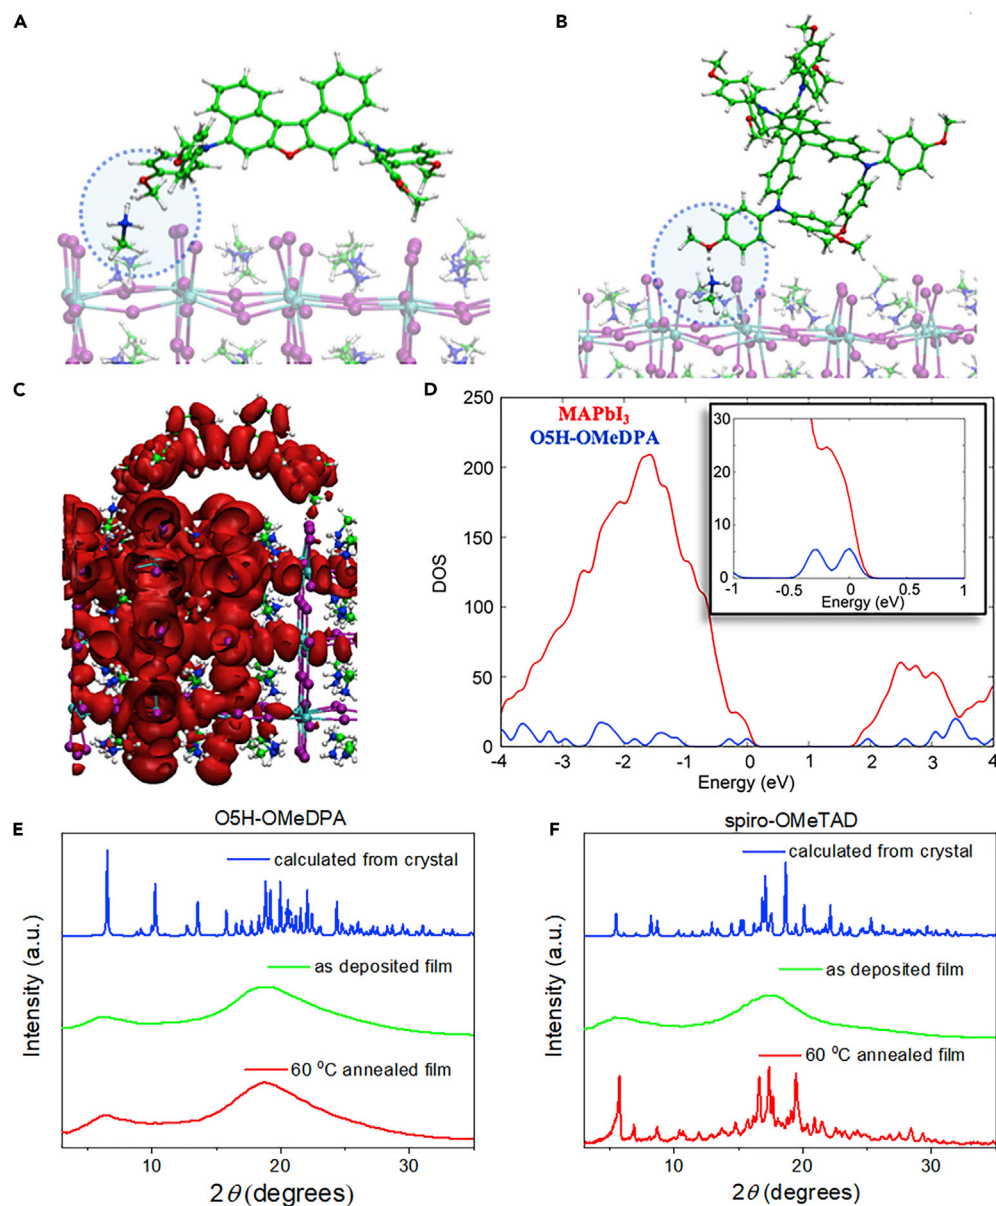 A
B
C
D
MAPbI₃
O5H-OMeDPA
250
200
150
100
50
0
DOS
-4
-3
-2
-1
0
1
2
3
4
Energy (eV)
30
20
10
0
-1
-0.5
0
0.5
1
Energy (eV)
E
O5H-OMeDPA
calculated from crystal
as deposited film
60 °C annealed film
Intensity (a.u.)
10
20
30
2θ (degrees)
F
spiro-OMeTAD
calculated from crystal
as deposited film
60 °C annealed film
Intensity (a.u.)
10
20
30
2θ (degrees)